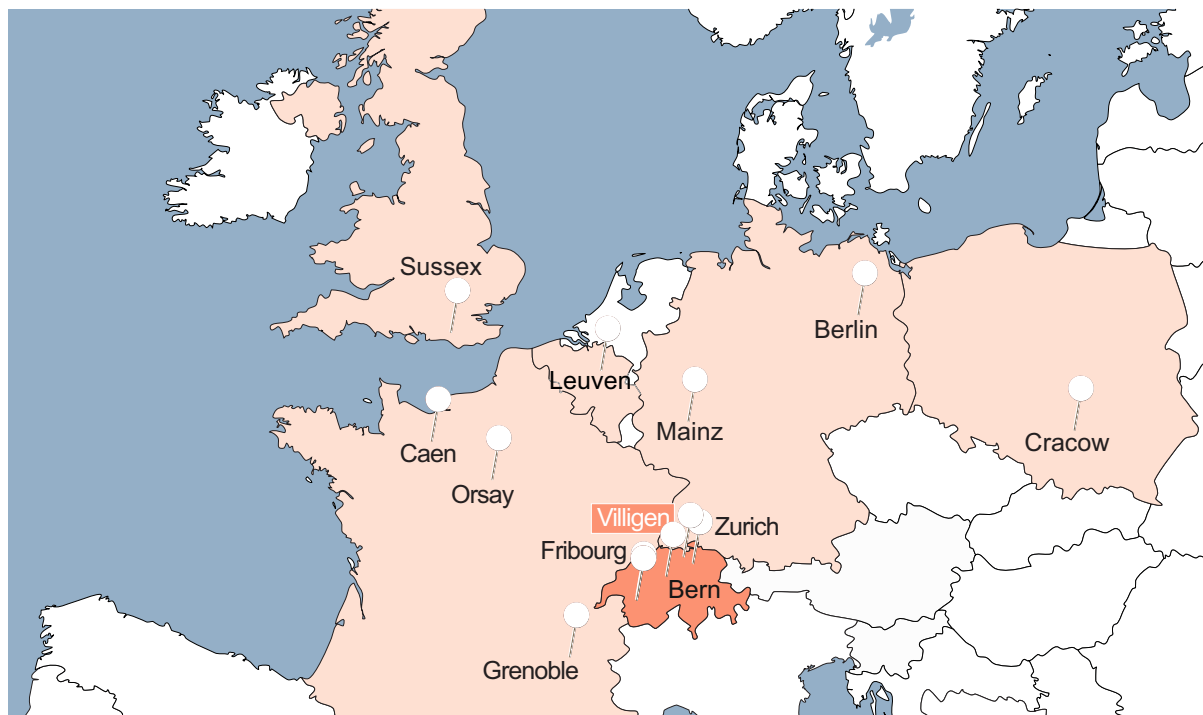 Sussex
Berlin
Leuven
Mainz
Caen
Cracow
Orsay
Villigen
Zurich
Fribourg
Bern
Grenoble